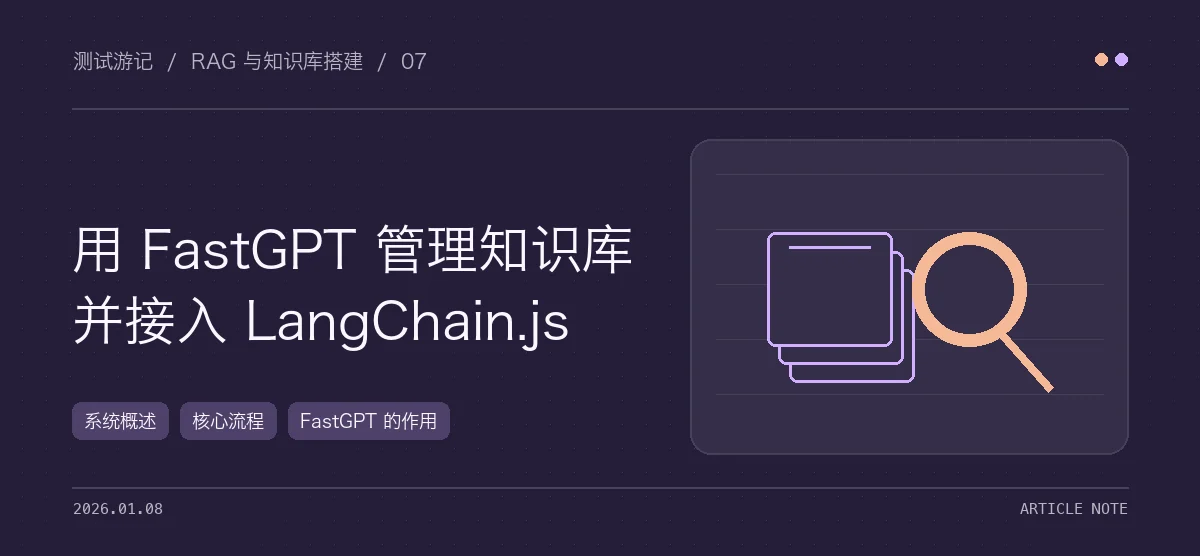 测试游记 / RAG 与知识库搭建 / 07
用 FastGPT 管理知识库
并接入 LangChain.js
系统概述 核心流程 FastGPT 的作用
2026.01.08 ARTICLE NOTE